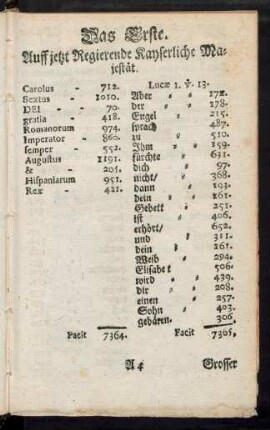 Das Erste.
Auff jetzt Regierende Kayserliche Ma-
jestät.
Carolus - 712.
Sextus - 1010.
DEI - - 70.
gratia - 418.
Romanorum 974.
Imperator - 860.
semper - 552.
Augustus 1191.
& - 205.
Hispaniarum 951.
Rex - - 421.
Facit 7364.
Lucæ 1. v. 13.
Aber - 172.
der - 178.
Engel - 215.
sprach - 487.
zu - 510.
Ihm - 159.
fürchte - 631.
dich - 97.
nicht/ - 368.
dann - 193.
dein - 161.
Gebett - 251.
ist - 406.
erhört/ - 652.
und - 311.
dein - 161.
Weib - 294.
Elisabet - 506.
wird - 439.
dir - 208.
einen - 257.
Sohn - 403.
gebären. - 306.
Facit 7365.
A 4 Grosser